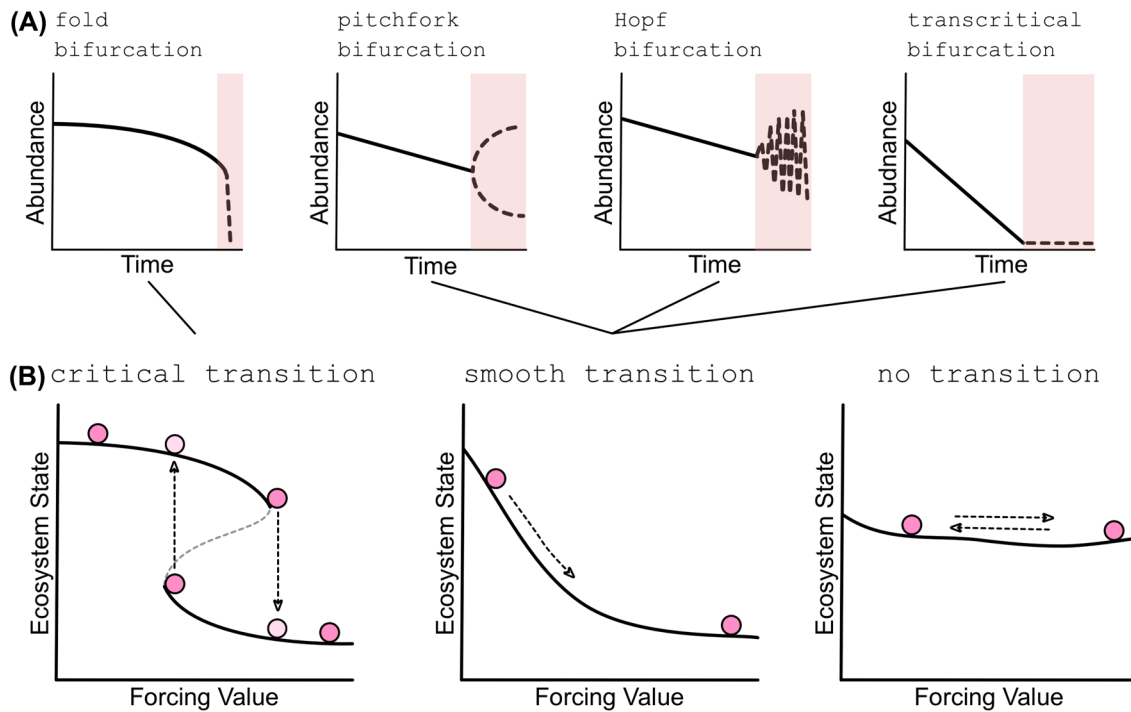 (A) fold bifurcation
pitchfork bifurcation
Hopf bifurcation
transcritical bifurcation
Abundance
Time
Abundance
Time
Abundance
Time
Abudnance
Time
(B) critical transition
smooth transition
no transition
Ecosystem State
Forcing Value
Ecosystem State
Forcing Value
Ecosystem State
Forcing Value